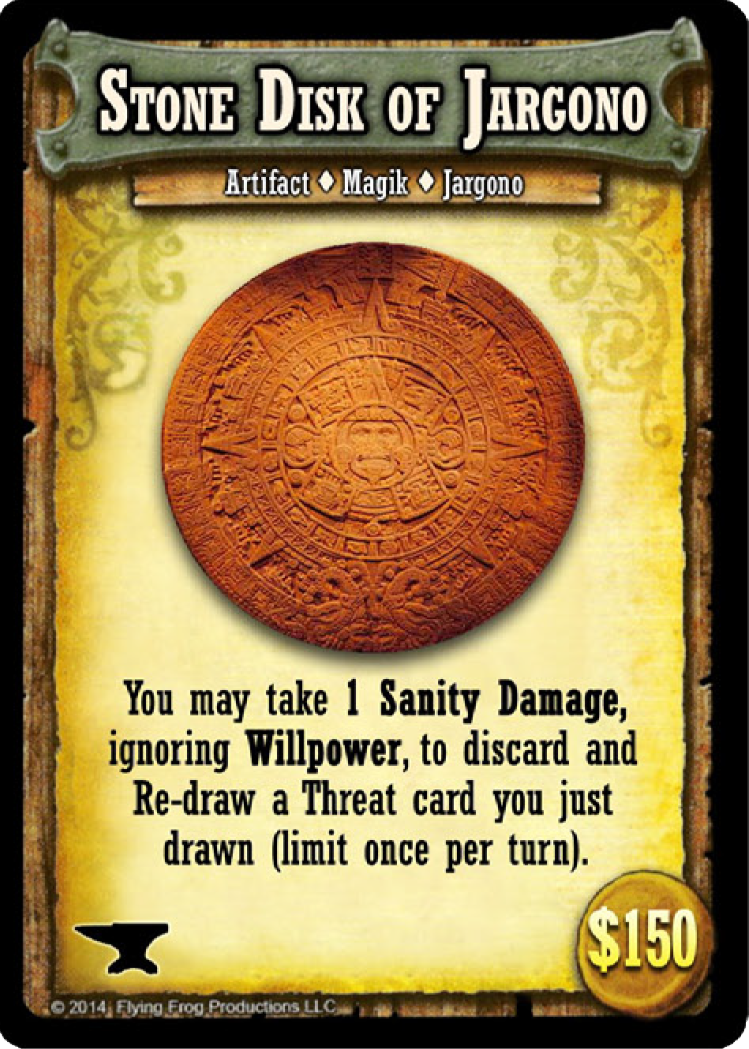 Stone Disk of Jargono
Artifact ♦ Magik ♦ Jargono
You may take 1 Sanity Damage,
ignoring Willpower, to discard and
Re-draw a Threat card you just
drawn (limit once per turn).
$150
© 2014 Flying Frog Productions LLC